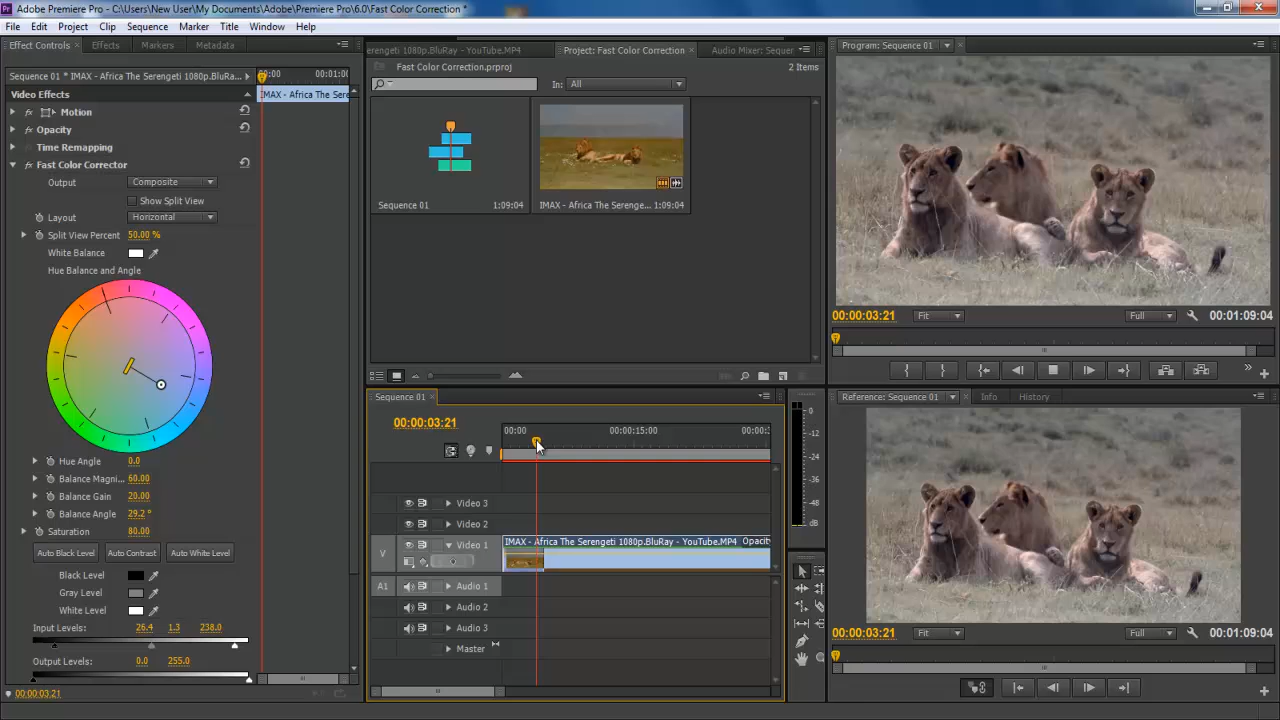 Adobe Premiere Pro - C:\Users\New User\My Documents\Adobe\Premiere Pro\6.0\Fast Color Correction *
File Edit Project Clip Sequence Marker Title Window Help
Effect Controls Effects Markers Metadata
Sequence 01 * IMAX - Africa The Serengeti 1080p.BluRa...
00:00 00:01:00
Video Effects
IMAX - Africa The Sere
Motion
Opacity
Time Remapping
Fast Color Corrector
Output Composite
Show Split View
Layout Horizontal
Split View Percent 50.00 %
White Balance
Hue Balance and Angle
Hue Angle 0.0
Balance Magni... 60.00
Balance Gain 20.00
Balance Angle 29.2 °
Saturation 80.00
Auto Black Level Auto Contrast Auto White Level
Black Level
Gray Level
White Level
Input Levels: 26.4 1.3 238.0
Output Levels: 0.0 255.0
00:00:03:21
erengeti 1080p.BluRay - YouTube.MP4 Project: Fast Color Correction Audio Mixer: Sequer
Fast Color Correction.prproj 2 Items
In: All
Sequence 01 1:09:04
IMAX - Africa The Serenge... 1:09:04
Program: Sequence 01
00:00:03:21 Fit Full 00:01:09:04
Sequence 01
00:00:03:21
00:00 00:00:15:00 00:00:3
Video 3
Video 2
V Video 1
IMAX - Africa The Serengeti 1080p.BluRay - YouTube.MP4 Opacity
A1 Audio 1
Audio 2
Audio 3
Master
0
-12
-24
-36
-48
dB
Reference: Sequence 01 Info History
00:00:03:21 Fit Full 00:01:09:04